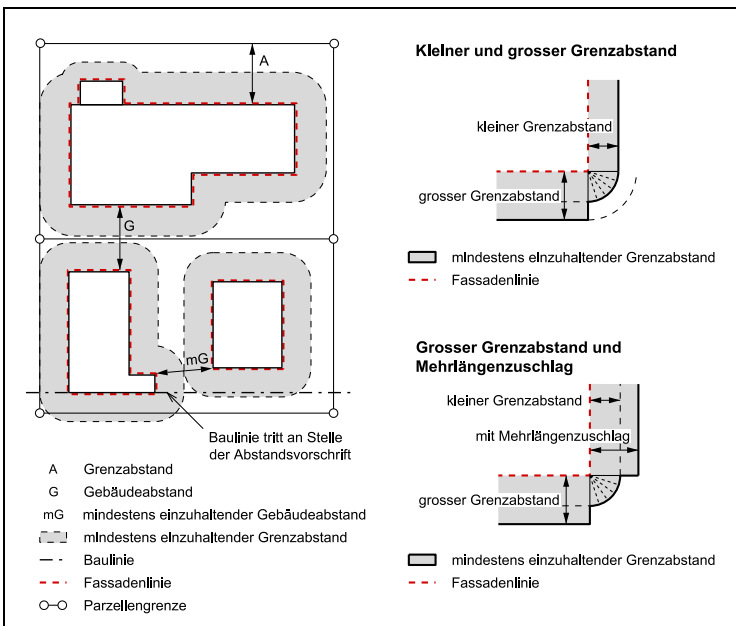 A
G
mG
Baulinie tritt an Stelle
der Abstandsvorschrift
A Grenzabstand
G Gebäudeabstand
mG mindestens einzuhaltender Gebäudeabstand
mindestens einzuhaltender Grenzabstand
Baulinie
Fassadenlinie
Parzellengrenze
Kleiner und grosser Grenzabstand
kleiner Grenzabstand
grosser Grenzabstand
mindestens einzuhaltender Grenzabstand
Fassadenlinie
Grosser Grenzabstand und
Mehrlängenzuschlag
kleiner Grenzabstand
mit Mehrlängenzuschlag
grosser Grenzabstand
mindestens einzuhaltender Grenzabstand
Fassadenlinie